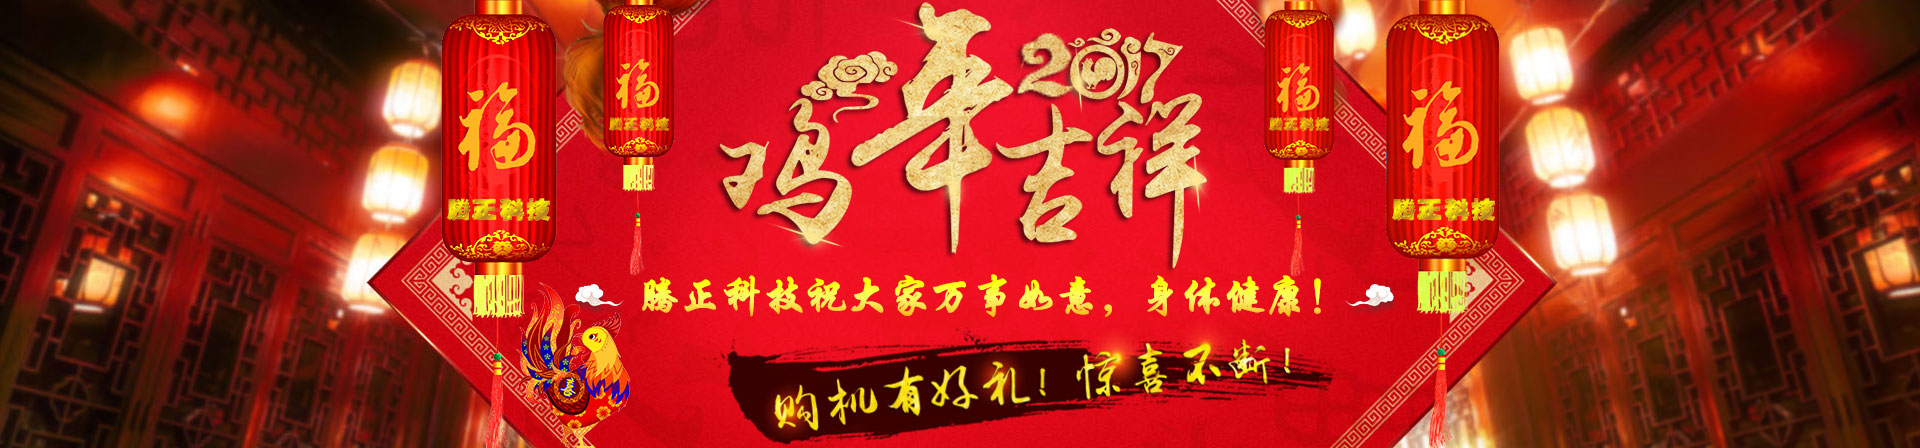 福
腾正科技
福
腾正科技
2017
鸡年吉祥
福
腾正科技
福
腾正科技
腾正科技祝大家万事如意，身体健康！
购机有好礼！惊喜不断！
春